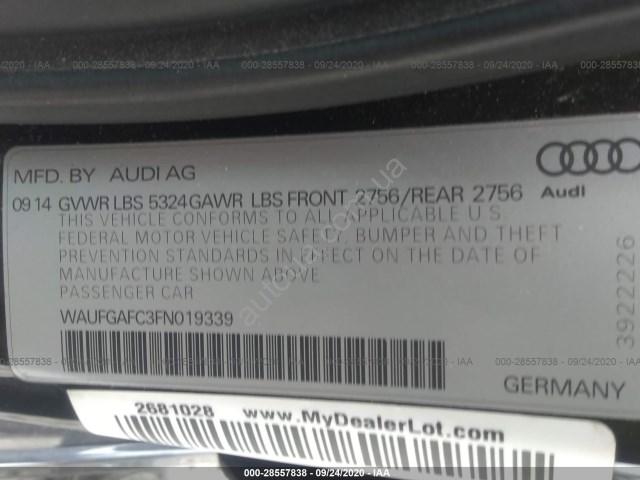 000-28557838 - 09/24/2020 - IAA
MFD. BY AUDI AG
Audi
09 14 GVWR LBS 5324 GAWR LBS FRONT 2756/REAR 2756
THIS VEHICLE CONFORMS TO ALL APPLICABLE U.S.
FEDERAL MOTOR VEHICLE SAFETY, BUMPER AND THEFT
PREVENTION STANDARDS IN EFFECT ON THE DATE OF
MANUFACTURE SHOWN ABOVE
PASSENGER CAR
WAUFGAFC3FN019339
39222226
GERMANY
2681028 www.MyDealerLot.com
000-28557838 - 09/24/2020 - IAA